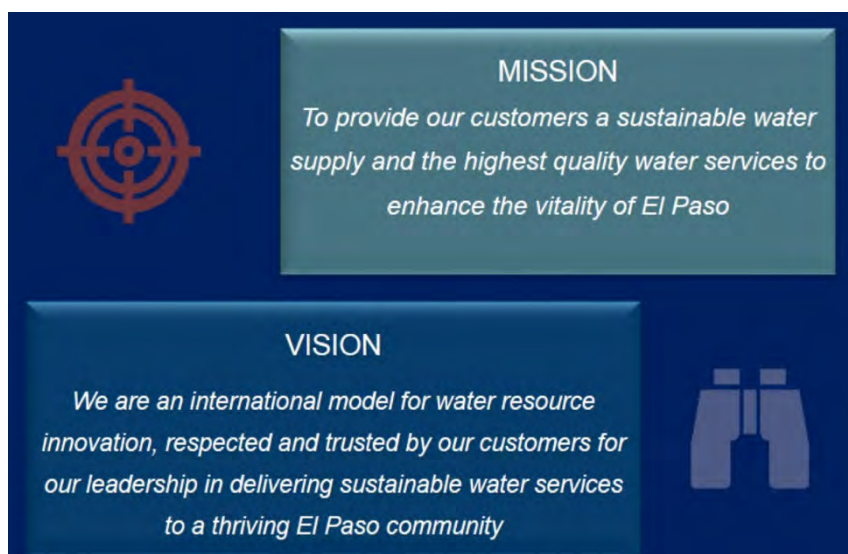 MISSION
To provide our customers a sustainable water
supply and the highest quality water services to
enhance the vitality of El Paso
VISION
We are an international model for water resource
innovation, respected and trusted by our customers for
our leadership in delivering sustainable water services
to a thriving El Paso community